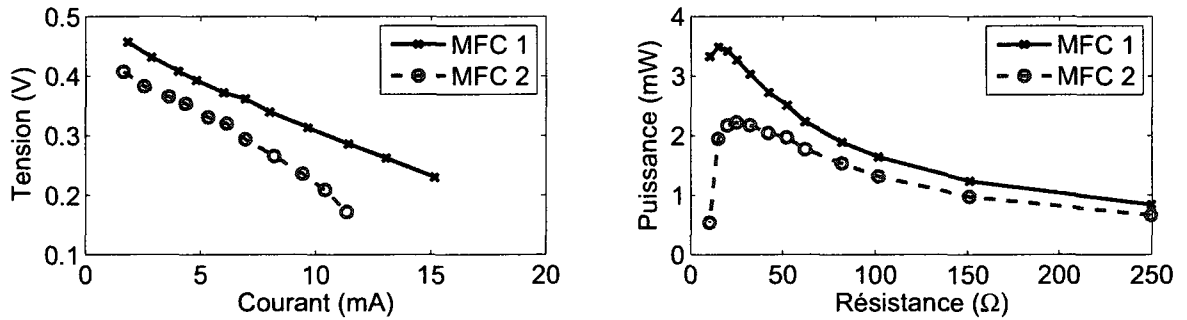 0.5
0.4
0.3
0.2
0.1
Tension (V)
MFC 1
MFC 2
0
5
10
15
20
Courant (mA)
4
3
2
1
0
Puissance (mW)
MFC 1
MFC 2
0
50
100
150
200
250
Résistance (Ω)